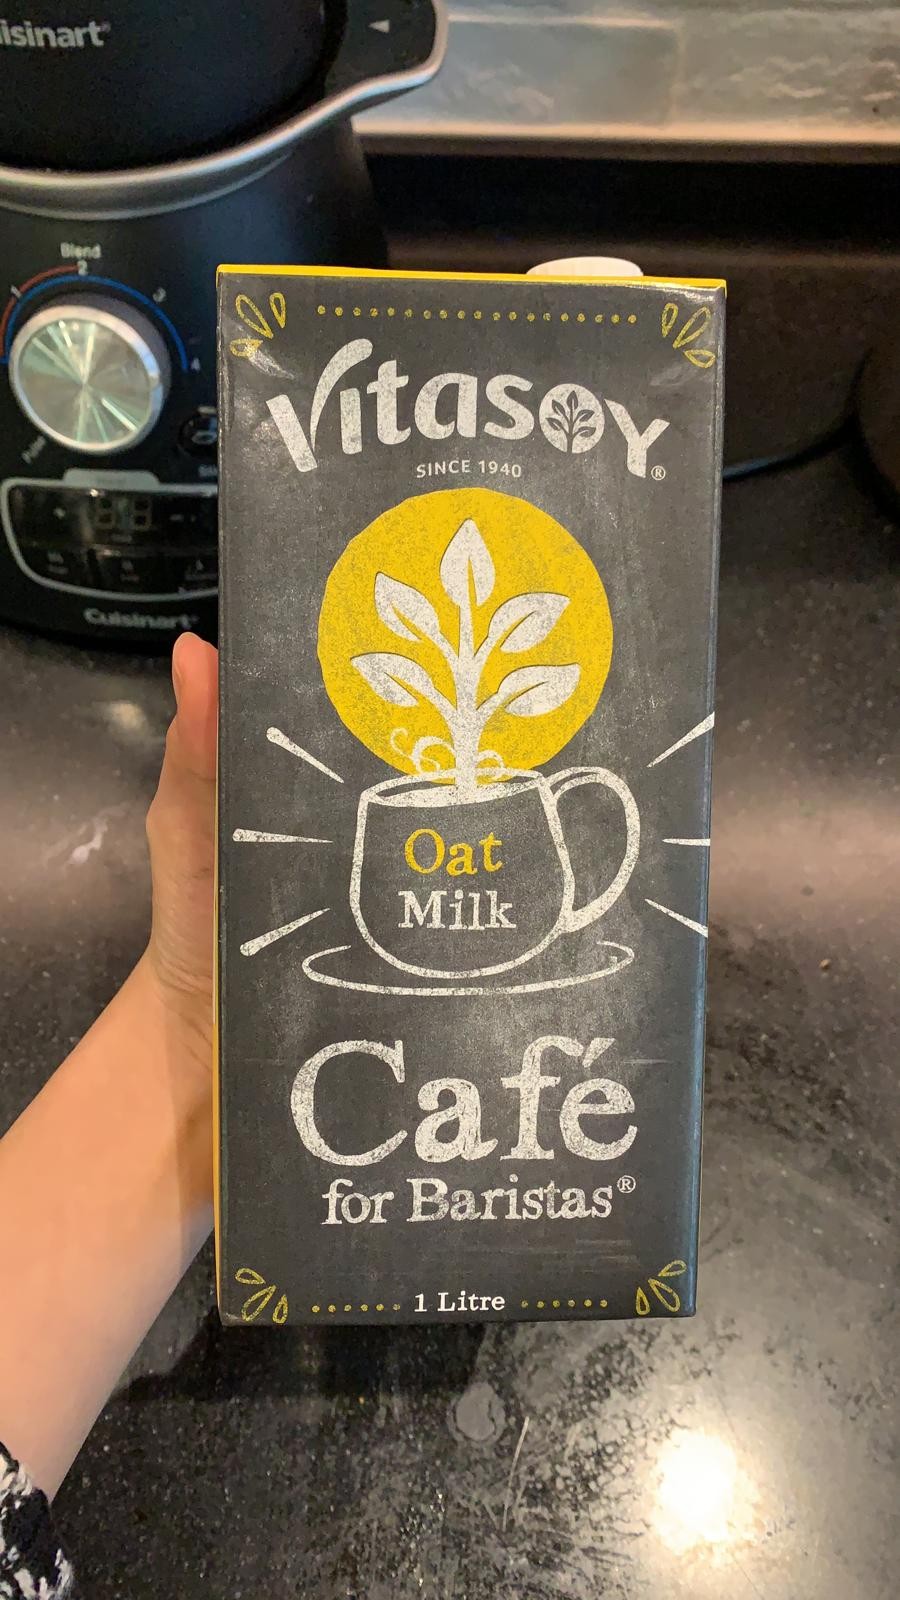 Cuisinart
Blend
1
2
3
4
Cuisinart
Vitasoy®
SINCE 1940
Oat
Milk
Café
for Baristas®
1 Litre